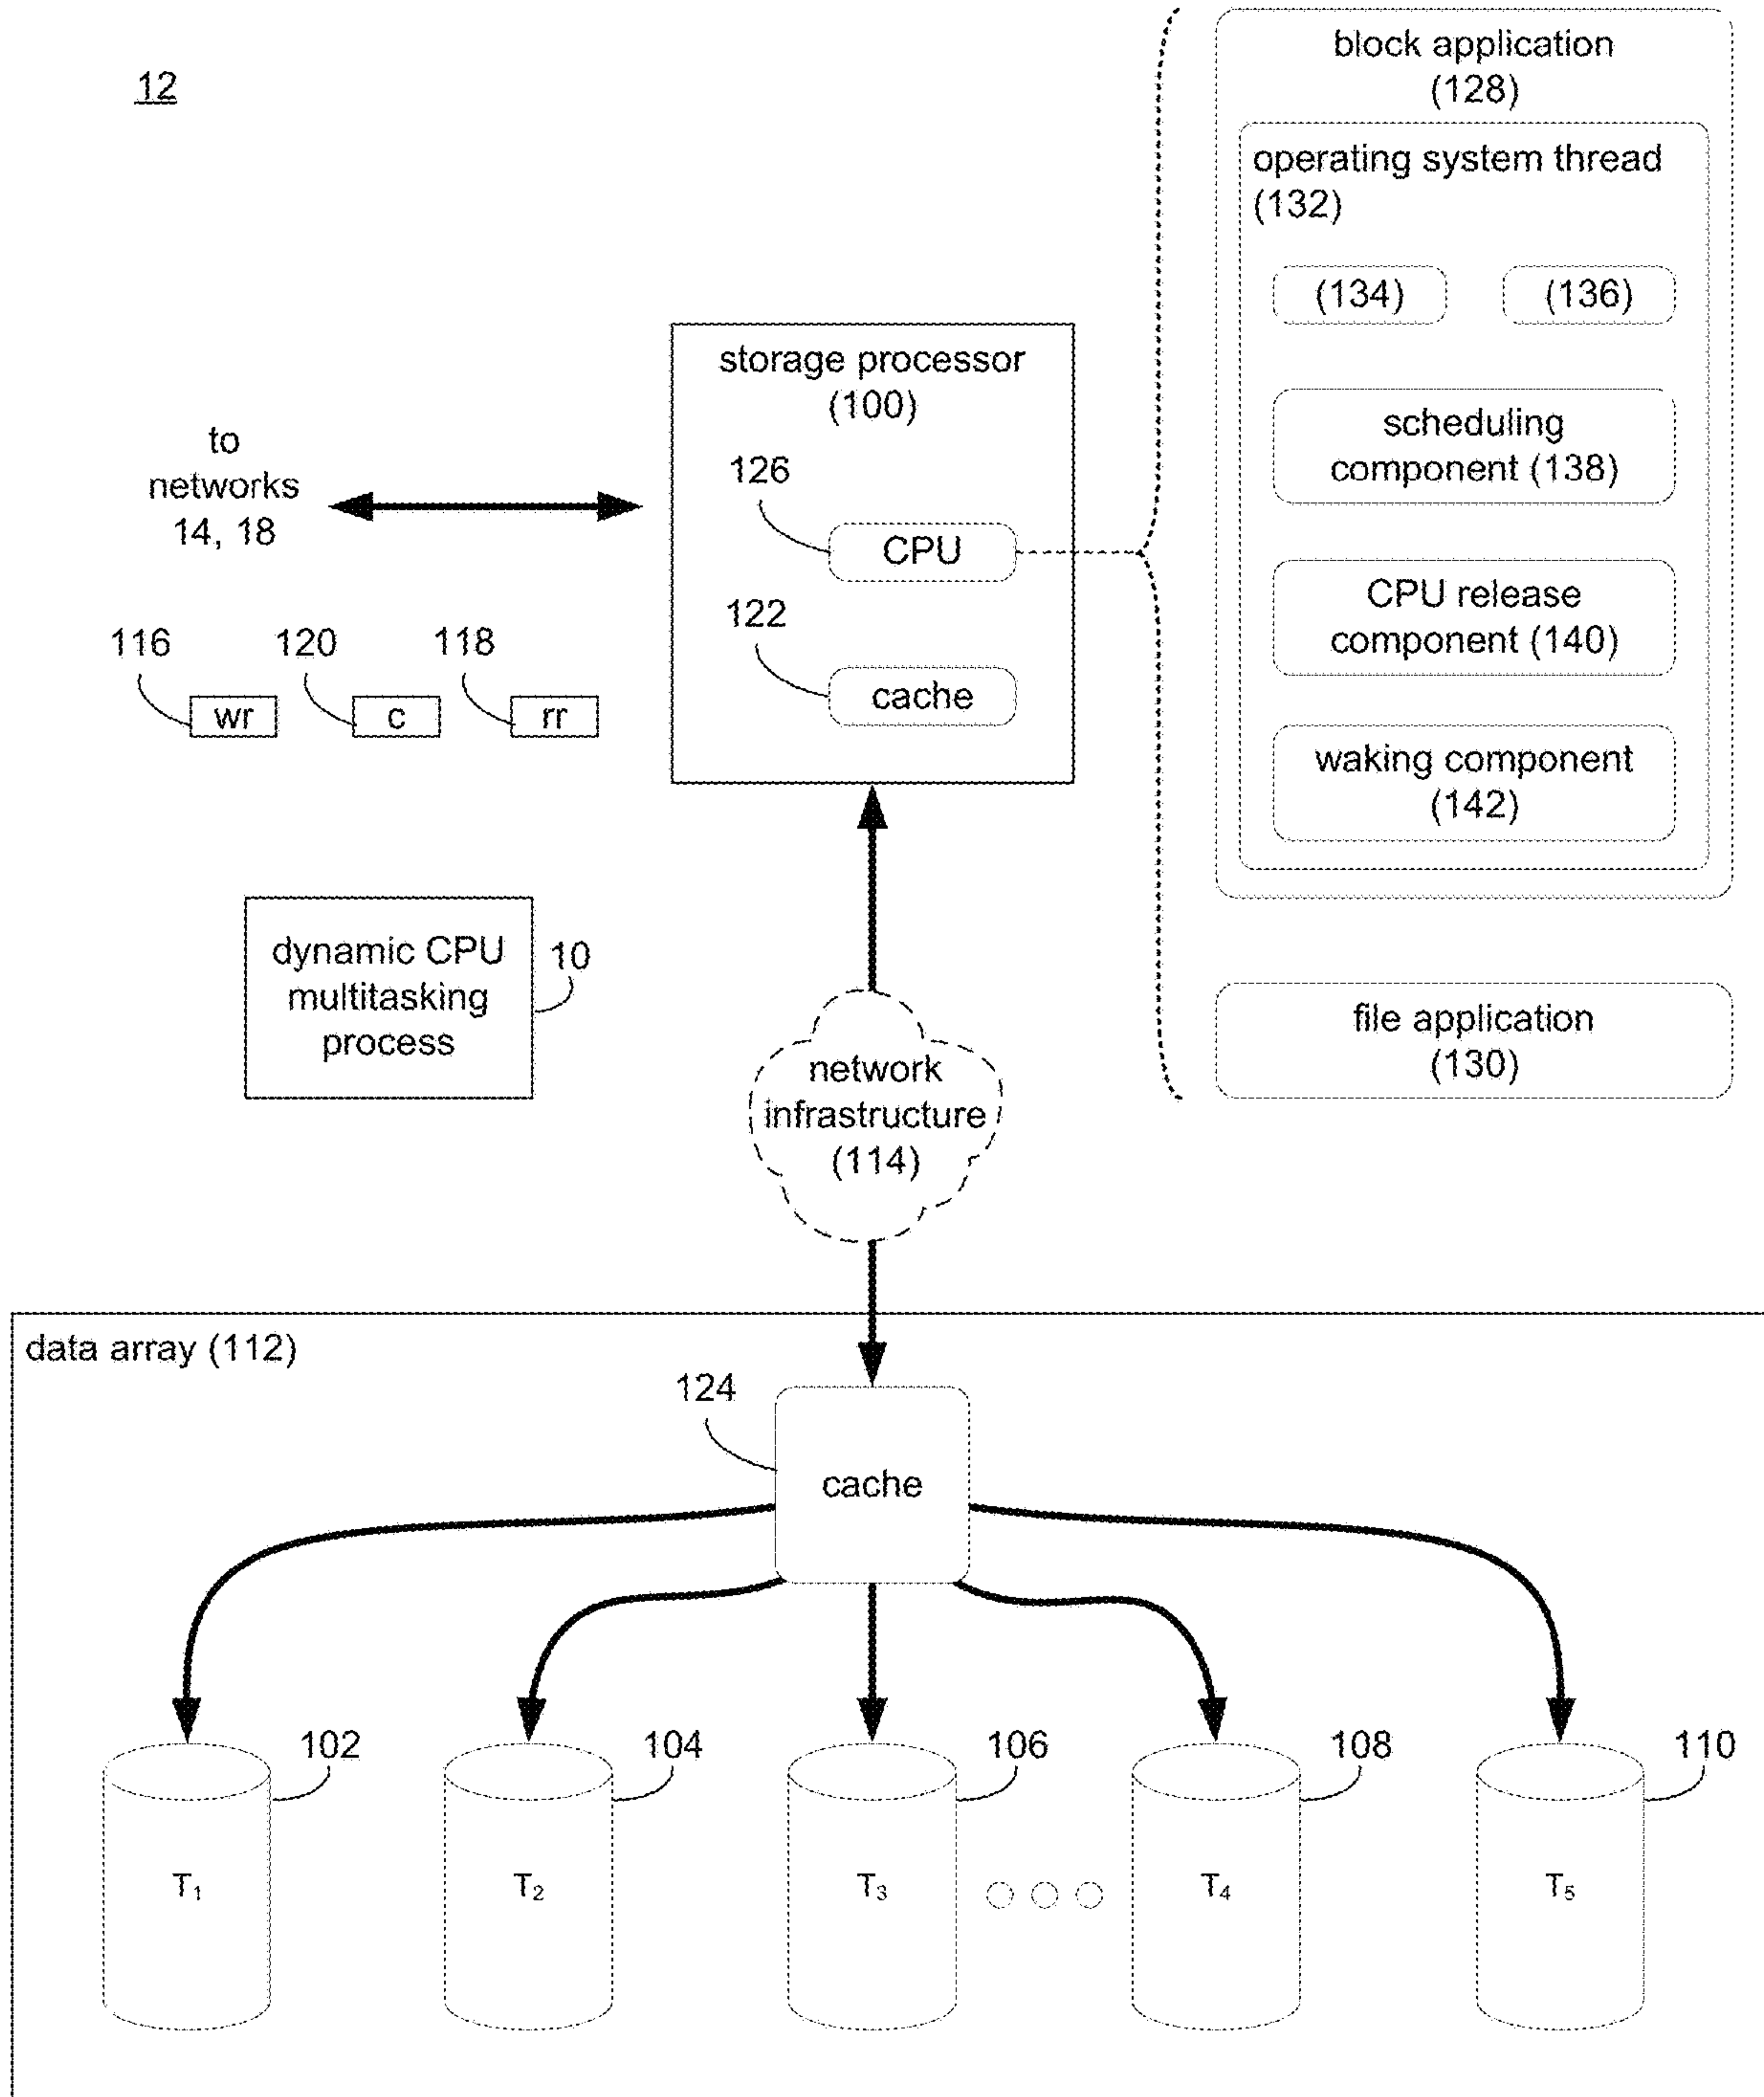 12
block application
(128)
operating system thread
(132)
(134)
(136)
scheduling
component (138)
CPU release
component (140)
waking component
(142)
file application
(130)
storage processor
(100)
126
CPU
122
cache
to
networks
14, 18
116
120
118
wr
c
rr
dynamic CPU
multitasking
process
10
network
infrastructure
(114)
data array (112)
124
cache
102
104
106
108
110
T₁
T₂
T₃
T₄
T₅